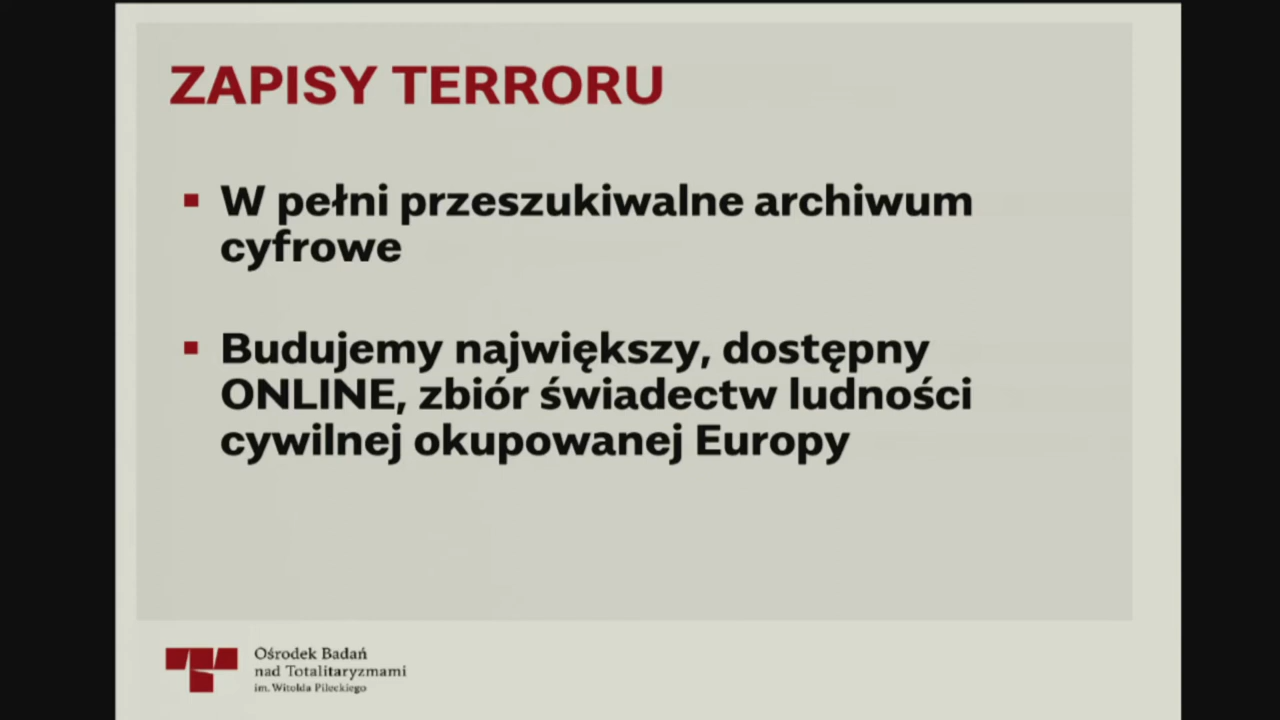 ZAPISY TERRORU
W pełni przeszukiwalne archiwum
cyfrowe
Budujemy największy, dostępny
ONLINE, zbiór świadectw ludności
cywilnej okupowanej Europy
Ośrodek Badań
nad Totalitaryzmami
im. Witolda Pileckiego